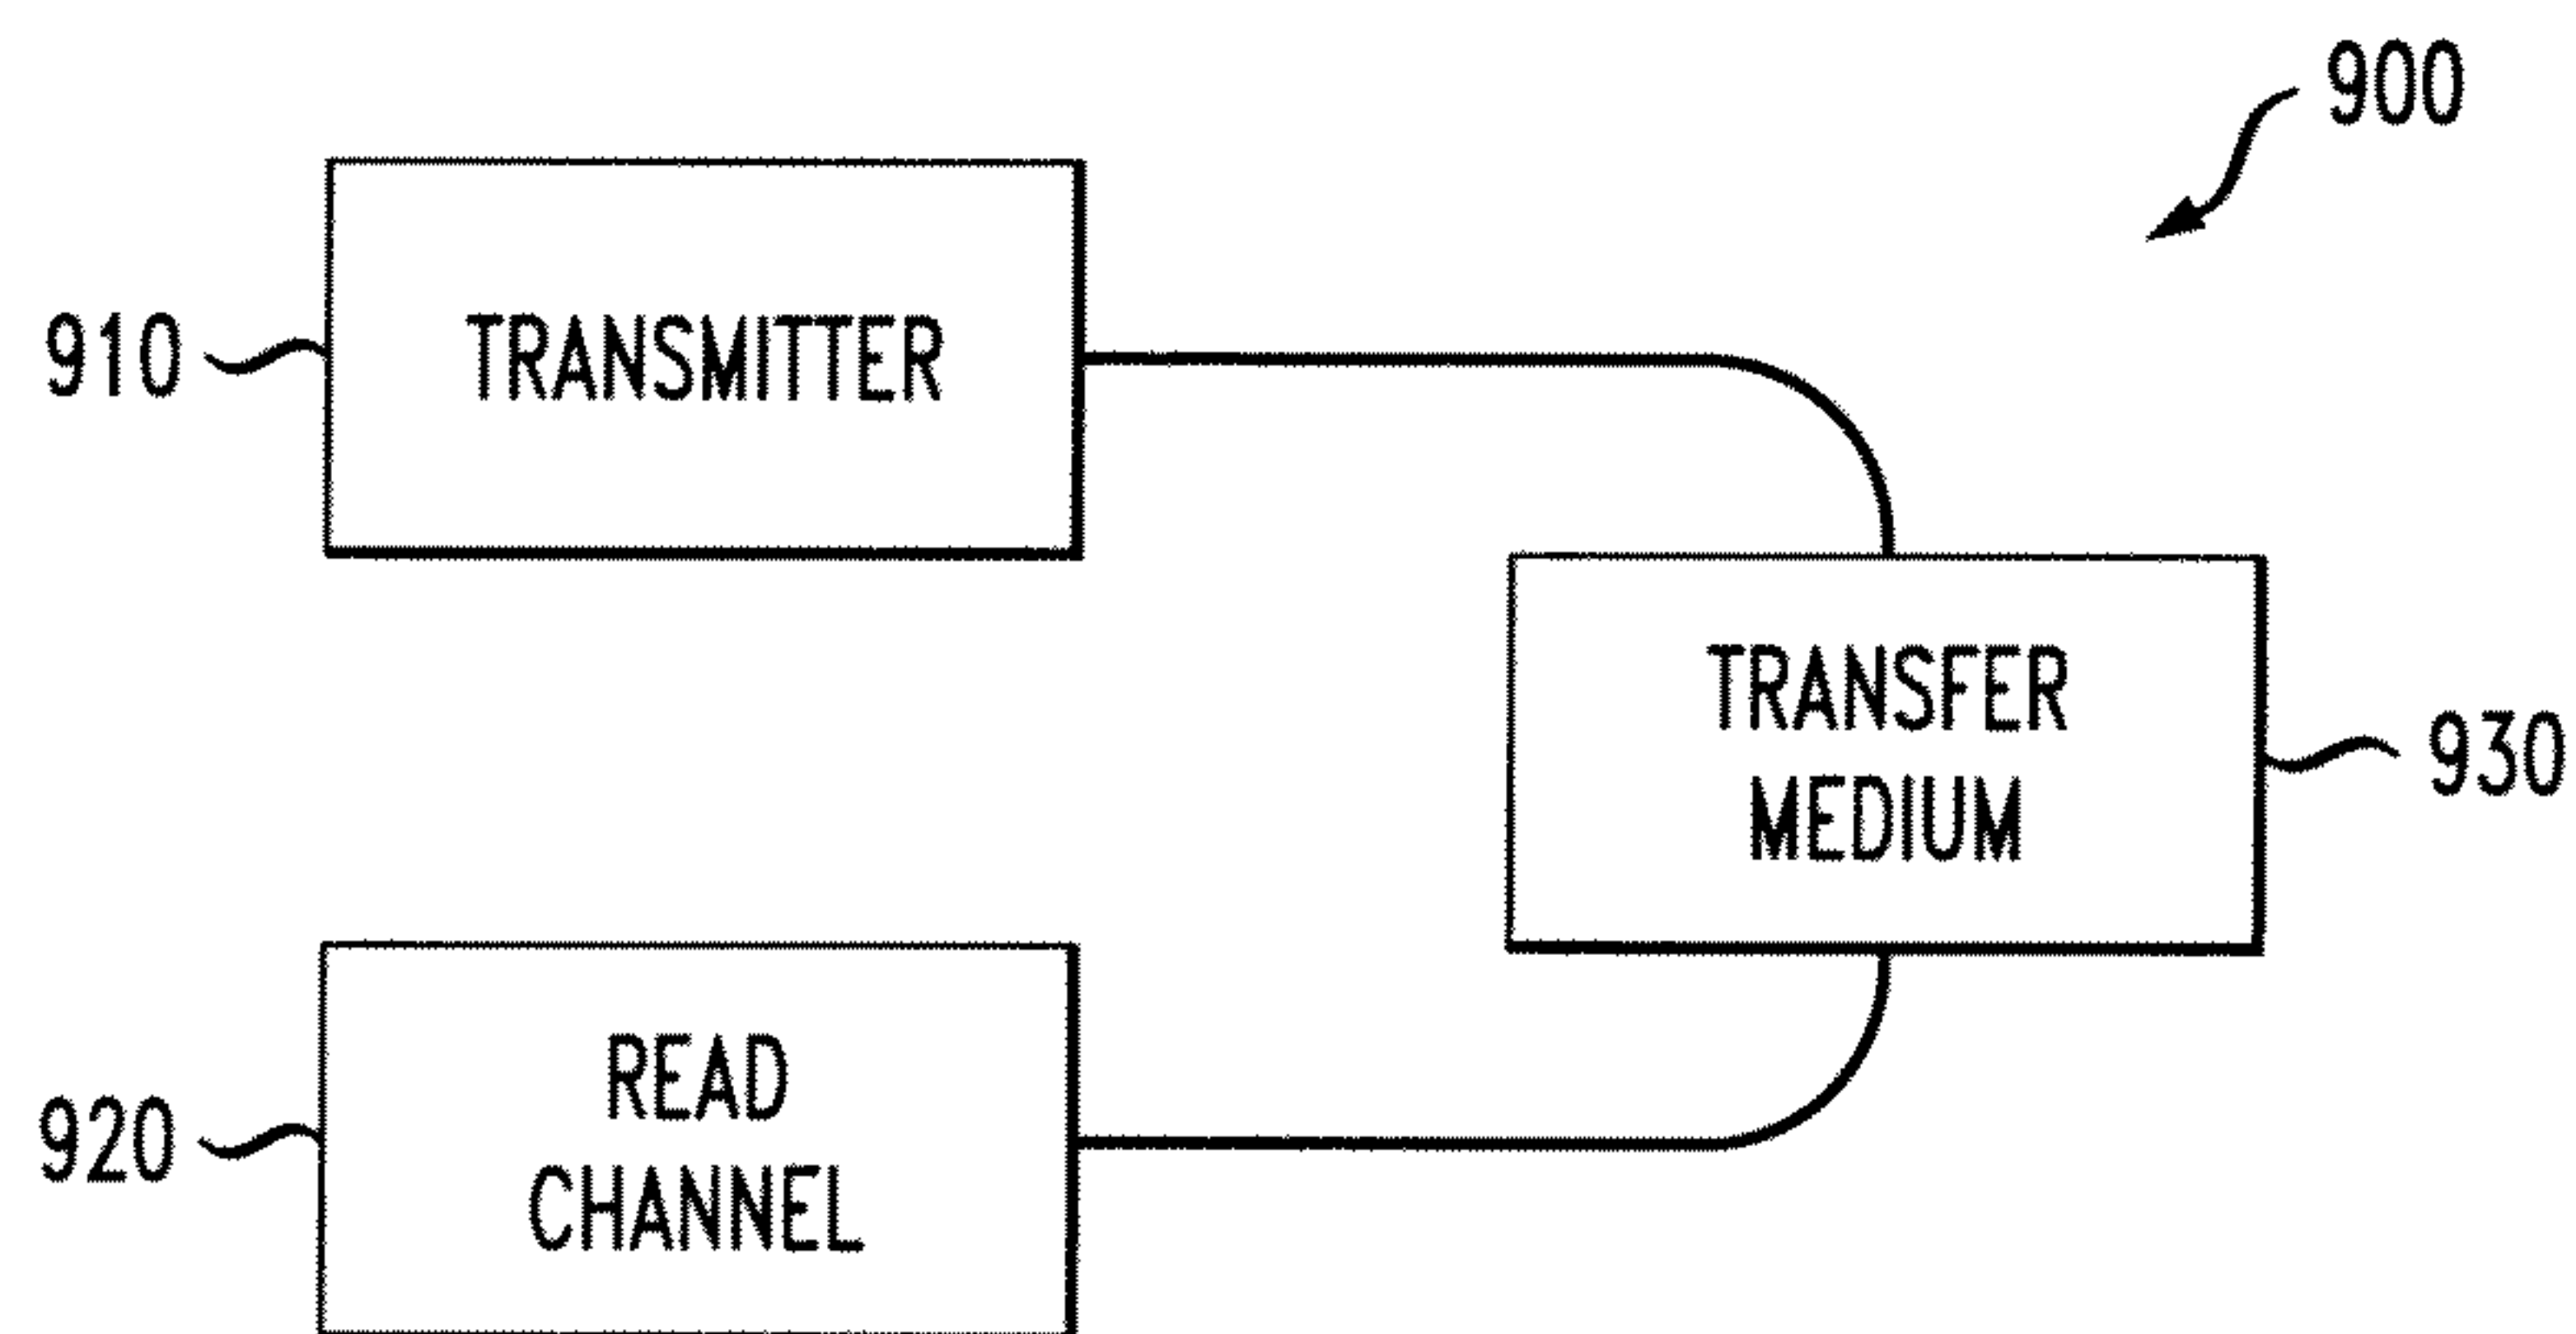 900
910
TRANSMITTER
TRANSFER
MEDIUM
930
920
READ
CHANNEL